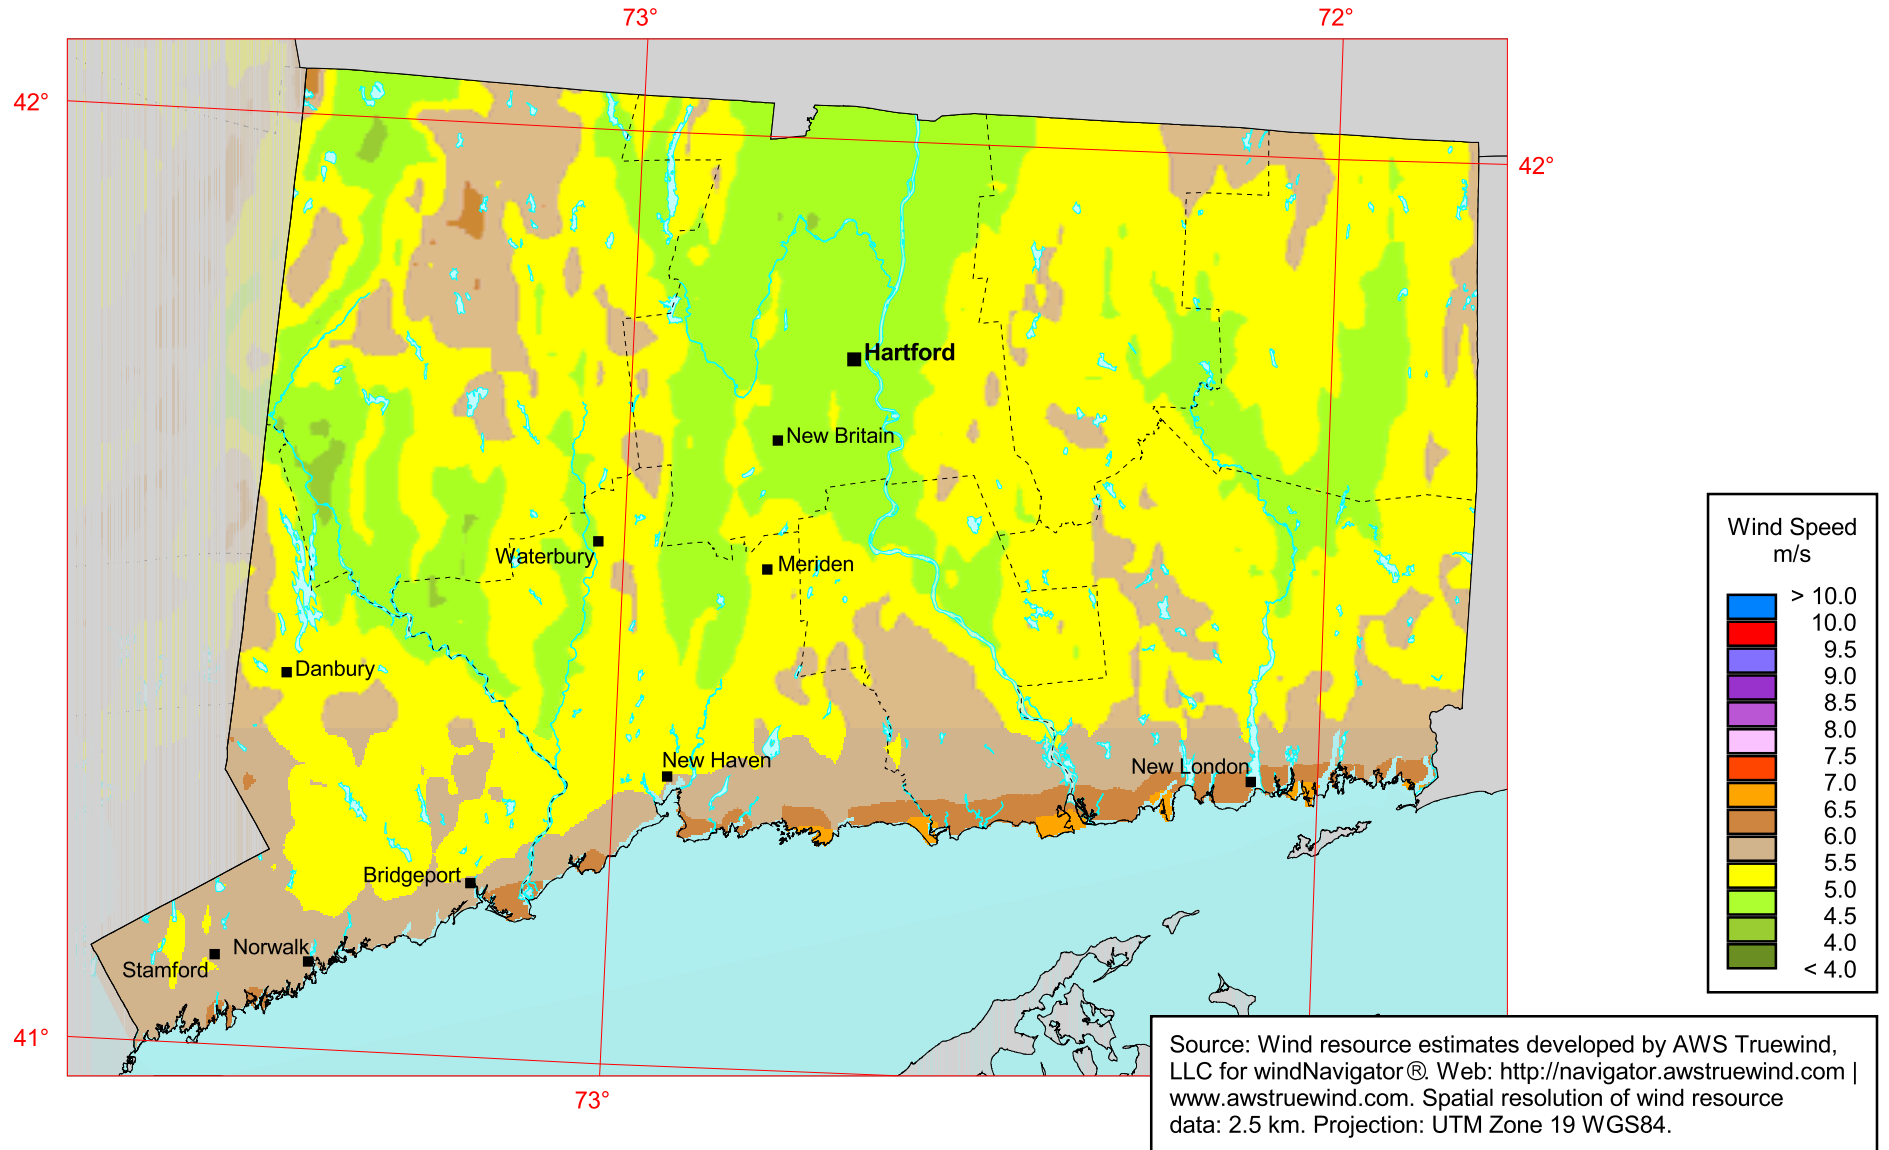 73°
72°
42°
42°
Hartford
New Britain
Waterbury
Meriden
Danbury
New Haven
New London
Bridgeport
Norwalk
Stamford
41°
73°
Wind Speed
m/s
> 10.0
10.0
9.5
9.0
8.5
8.0
7.5
7.0
6.5
6.0
5.5
5.0
4.5
4.0
< 4.0
Source: Wind resource estimates developed by AWS Truewind,
LLC for windNavigator®. Web: http://navigator.awstruewind.com |
www.awstruewind.com. Spatial resolution of wind resource
data: 2.5 km. Projection: UTM Zone 19 WGS84.